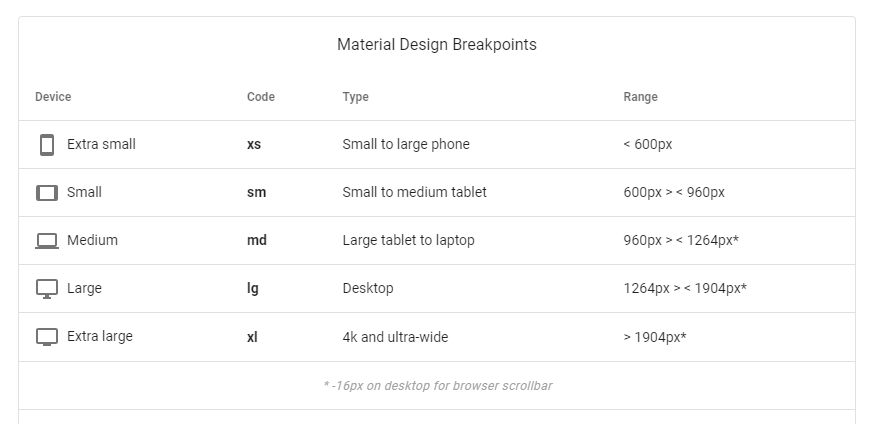 Material Design Breakpoints
Device Code Type Range
Extra small xs Small to large phone < 600px
Small sm Small to medium tablet 600px > < 960px
Medium md Large tablet to laptop 960px > < 1264px*
Large lg Desktop 1264px > < 1904px*
Extra large xl 4k and ultra-wide > 1904px*
* -16px on desktop for browser scrollbar